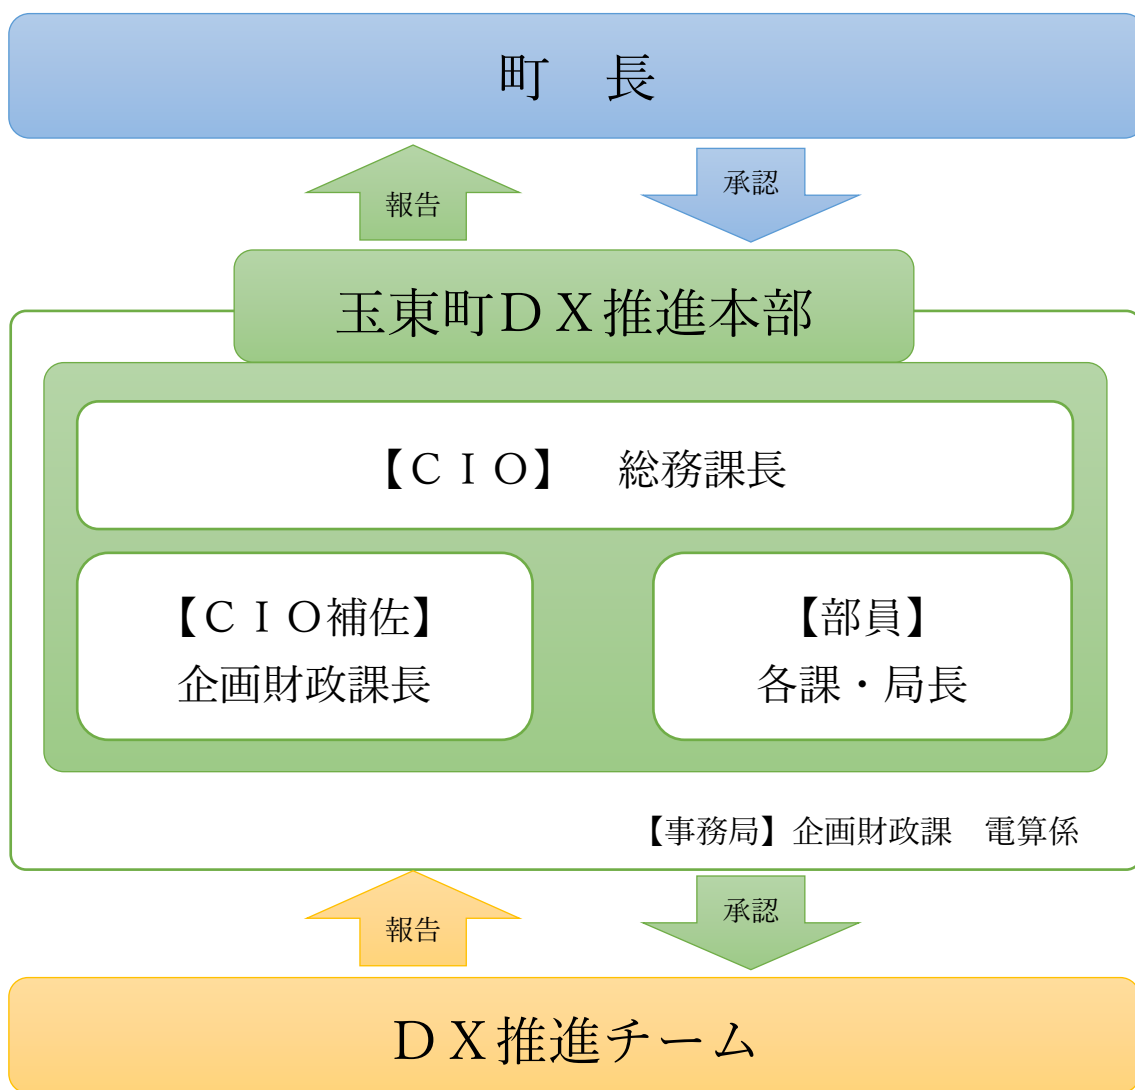 町　長
報告
承認
玉東町ＤＸ推進本部
【ＣＩＯ】　総務課長
【ＣＩＯ補佐】
企画財政課長
【部員】
各課・局長
【事務局】企画財政課　電算係
報告
承認
ＤＸ推進チーム